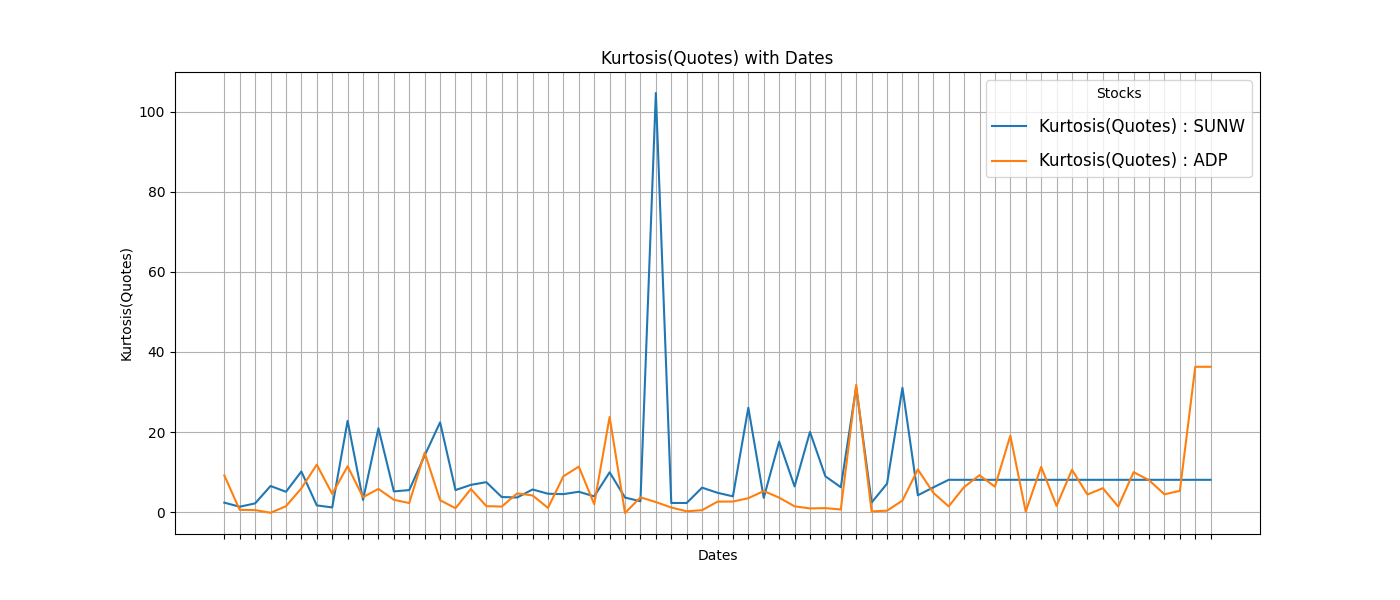 Kurtosis(Quotes) with Dates
Stocks
Kurtosis(Quotes) : SUNW
Kurtosis(Quotes) : ADP
Kurtosis(Quotes)
100
80
60
40
20
0
Dates